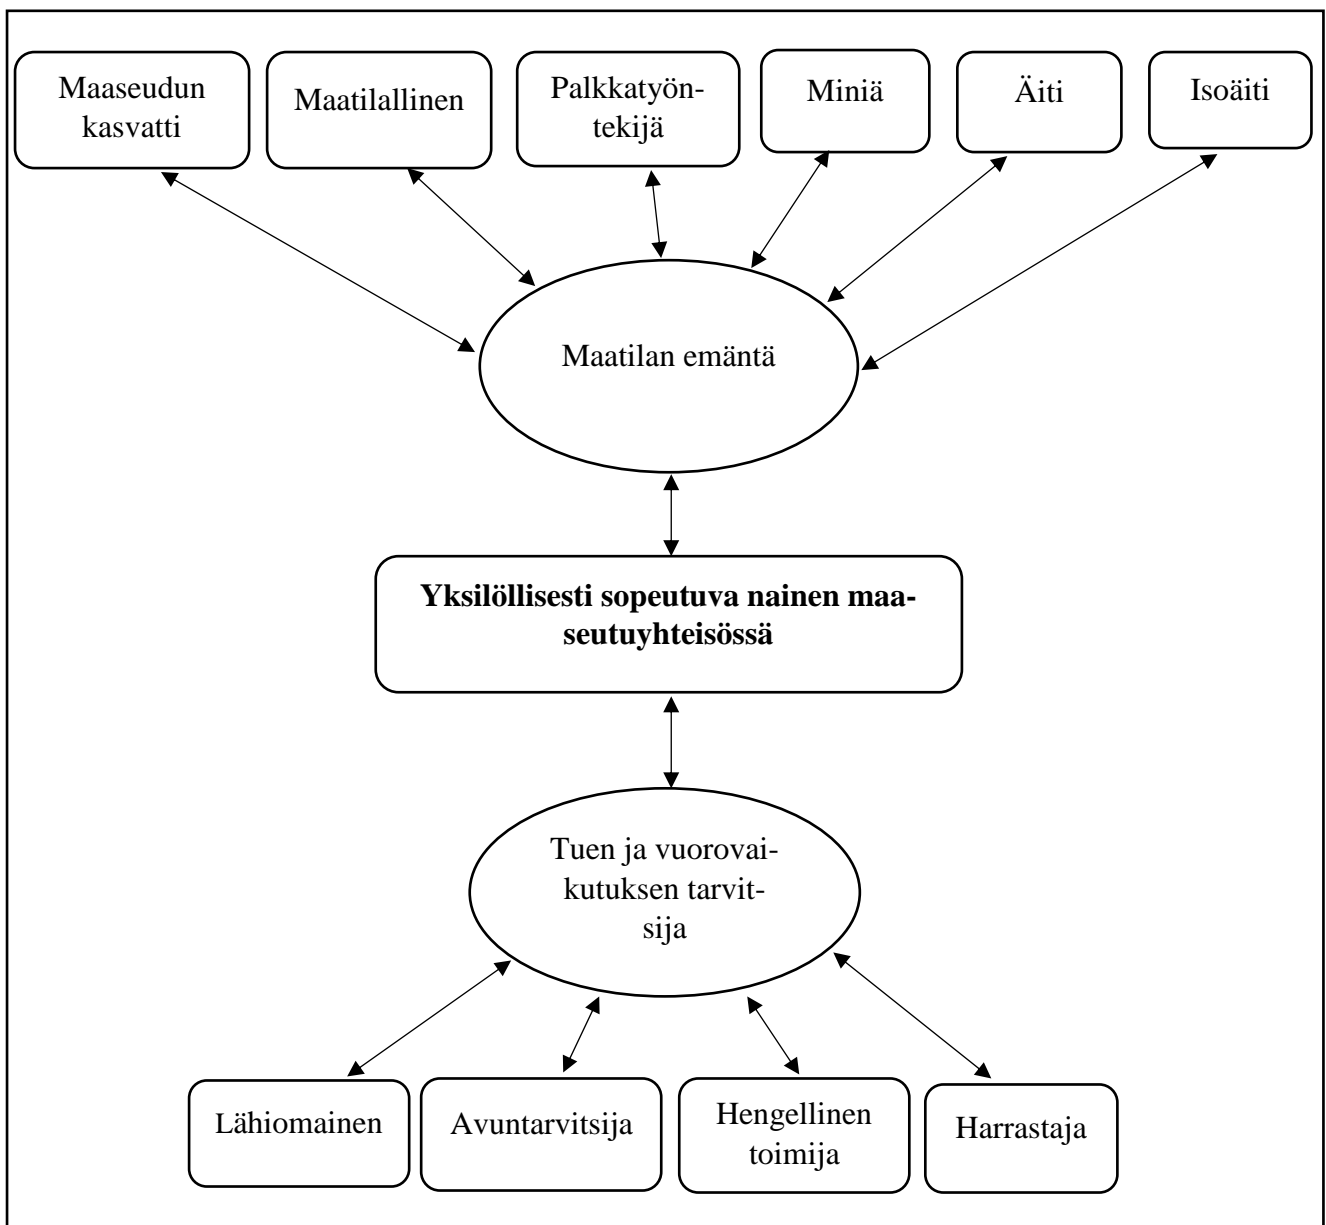 Maaseudun
kasvatti
Maatilallinen
Palkkatyön-
tekijä
Miniä
Äiti
Isoäiti
Maatilan emäntä
Yksilöllisesti sopeutuva nainen maa-
seutuyhteisössä
Tuen ja vuorovai-
kutuksen tarvit-
sija
Lähiomainen
Avuntarvitsija
Hengellinen
toimija
Harrastaja